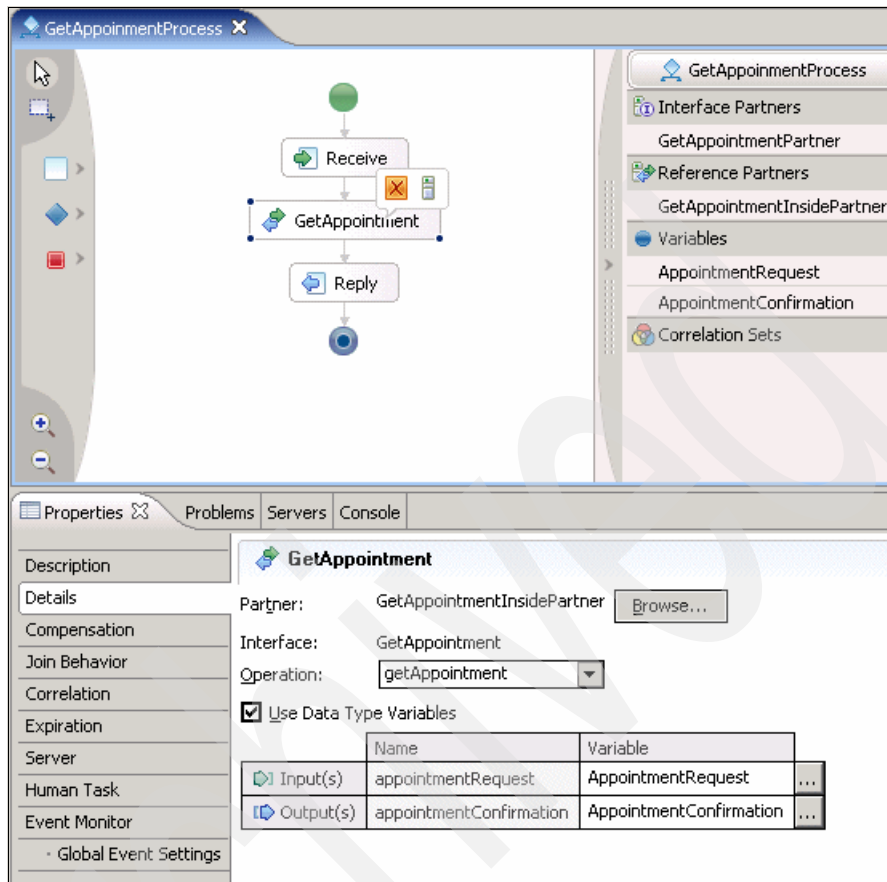 GetAppoinmentProcess
Receive
GetAppointment
Reply
GetAppoinmentProcess
Interface Partners
GetAppointmentPartner
Reference Partners
GetAppointmentInsidePartner
Variables
AppointmentRequest
AppointmentConfirmation
Correlation Sets
Properties Problems Servers Console
Description
Details
Compensation
Join Behavior
Correlation
Expiration
Server
Human Task
Event Monitor
Global Event Settings
GetAppointment
Partner: GetAppointmentInsidePartner Browse...
Interface: GetAppointment
Operation: getAppointment
Use Data Type Variables
Name Variable
Input(s) appointmentRequest AppointmentRequest ...
Output(s) appointmentConfirmation AppointmentConfirmation ...